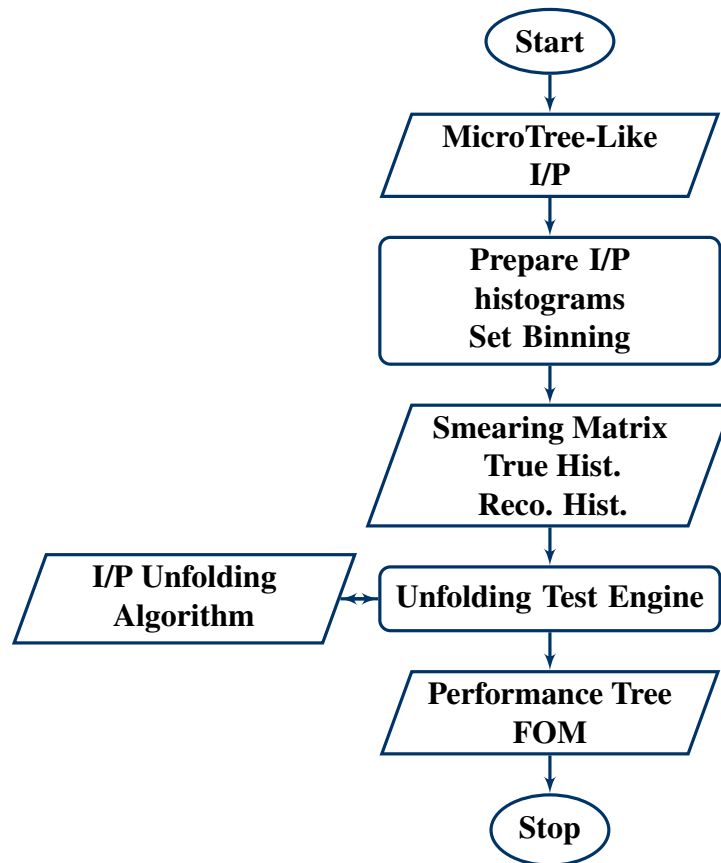 Start
MicroTree-Like
I/P
Prepare I/P
histograms
Set Binning
Smearing Matrix
True Hist.
Reco. Hist.
I/P Unfolding
Algorithm
Unfolding Test Engine
Performance Tree
FOM
Stop